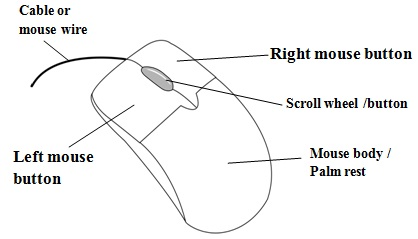 Cable or
mouse wire
Right mouse button
Scroll wheel /button
Left mouse
button
Mouse body /
Palm rest